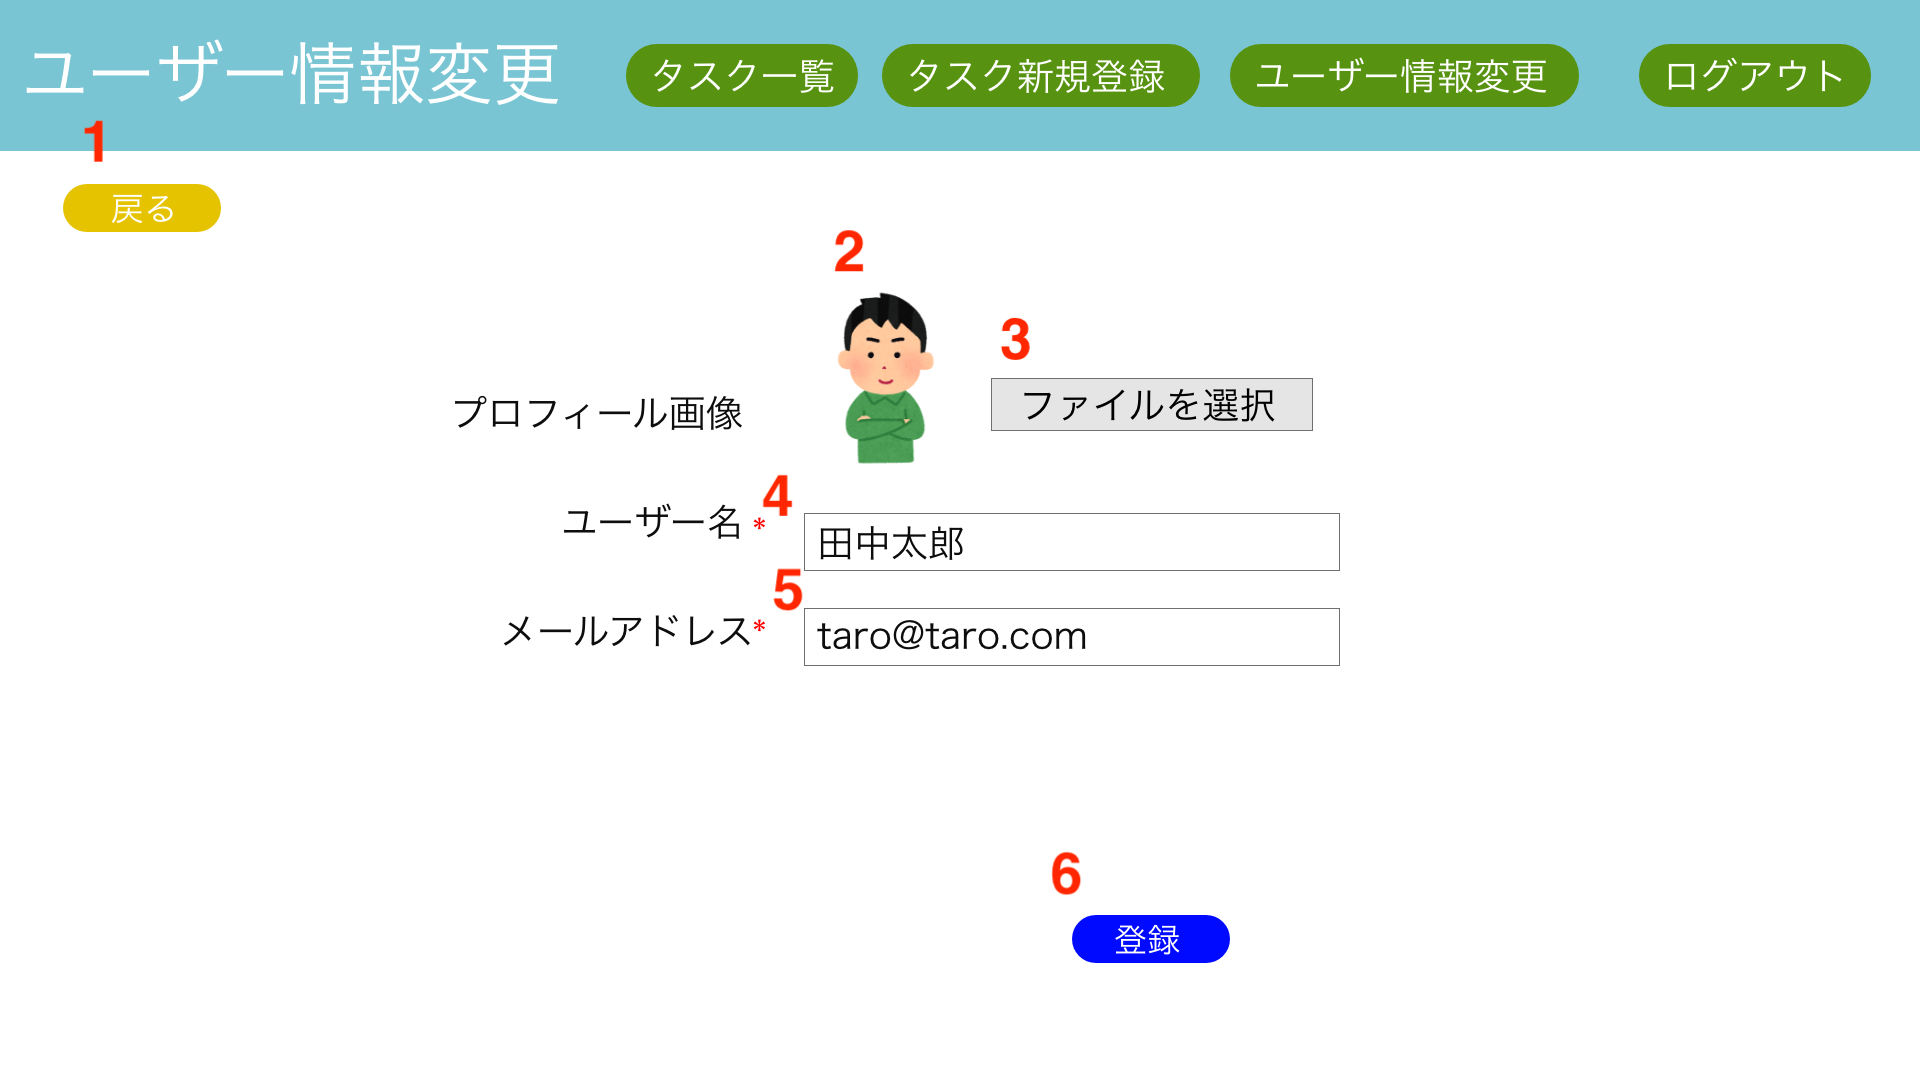 ユーザー情報変更
タスク一覧
タスク新規登録
ユーザー情報変更
ログアウト
1
戻る
2
3
プロフィール画像
ファイルを選択
4
ユーザー名 *
田中太郎
5
メールアドレス*
taro@taro.com
6
登録